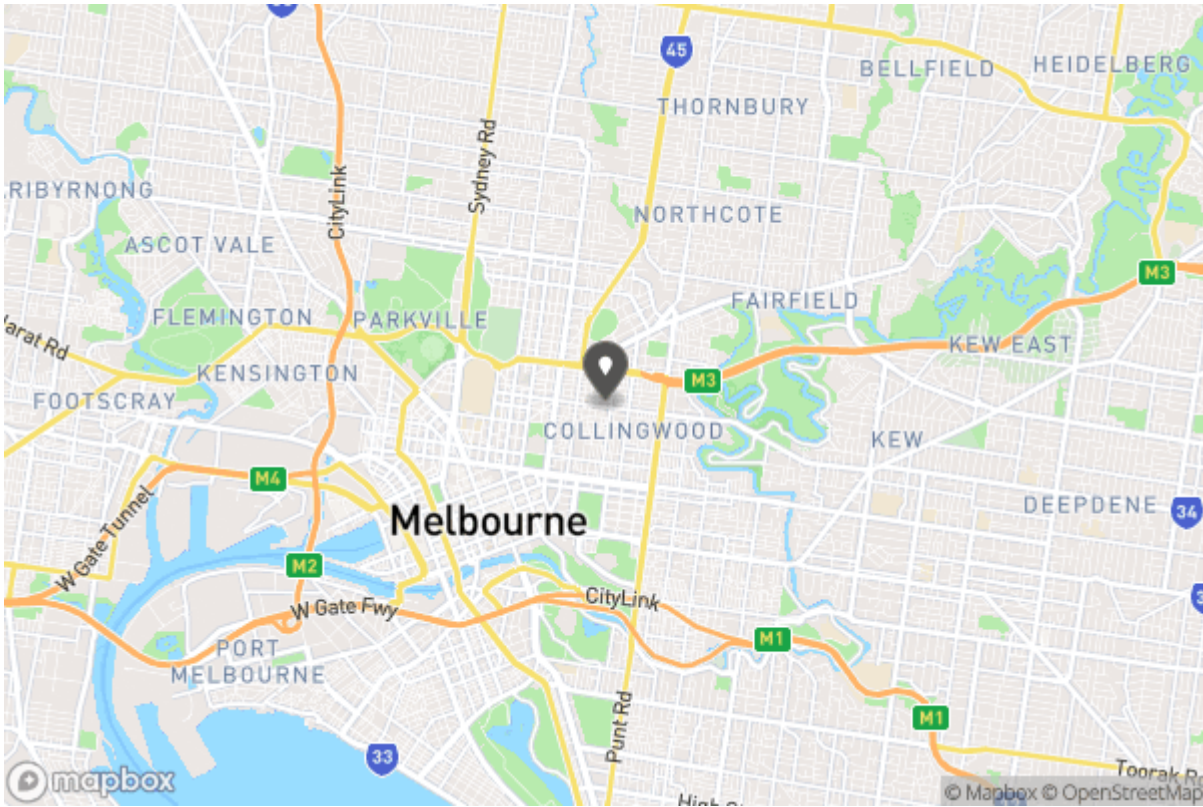 45
BELLFIELD
HEIDELBERG
THORNBURY
Sydney Rd
CityLink
ARIBYRNONG
NORTHCOTE
ASCOT VALE
M3
FAIRFIELD
FLEMINGTON
PARKVILLE
larat Rd
KEW EAST
KENSINGTON
M3
FOOTSCRAY
COLLINGWOOD
KEW
M4
DEEPDENE
34
Melbourne
W Gate Tunnel
M2
CityLink
W Gate Fwy
M1
PORT
MELBOURNE
Punt Rd
M1
33
Toorak R
mapbox
© Mapbox © OpenStreetMap